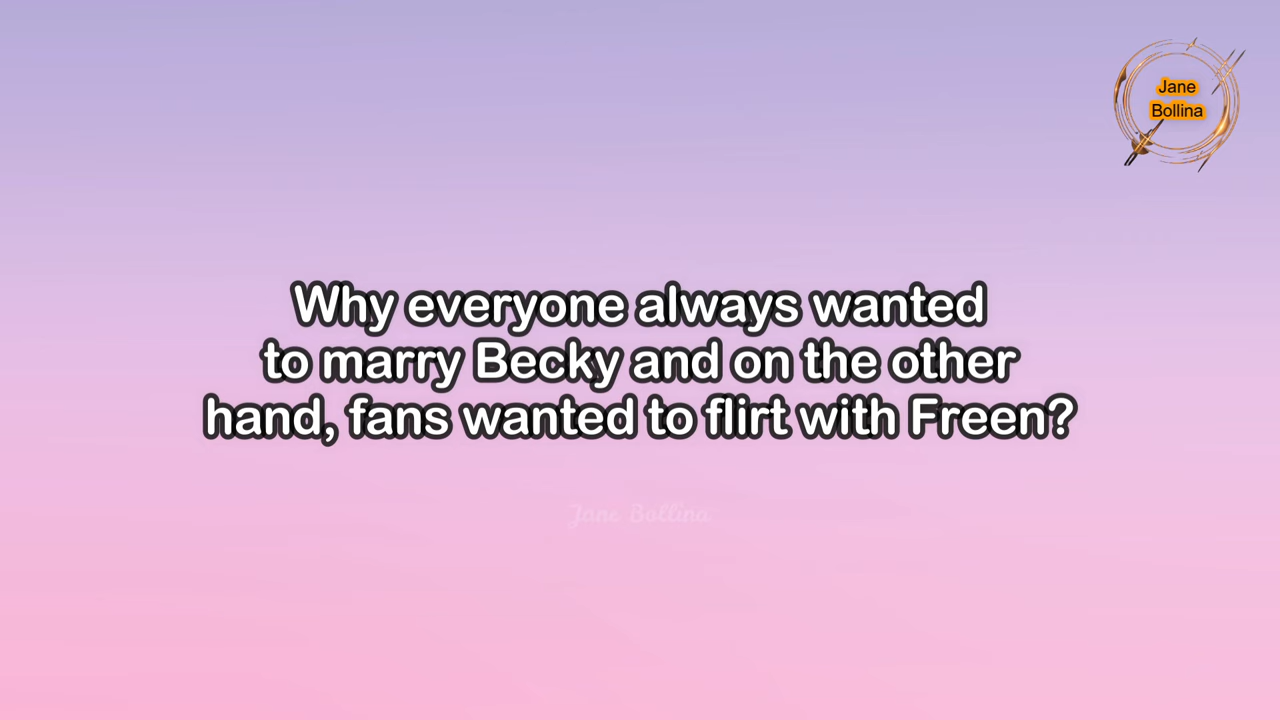 Jane
Bollina
Why everyone always wanted
to marry Becky and on the other
hand, fans wanted to flirt with Freen?
Jane Bollina